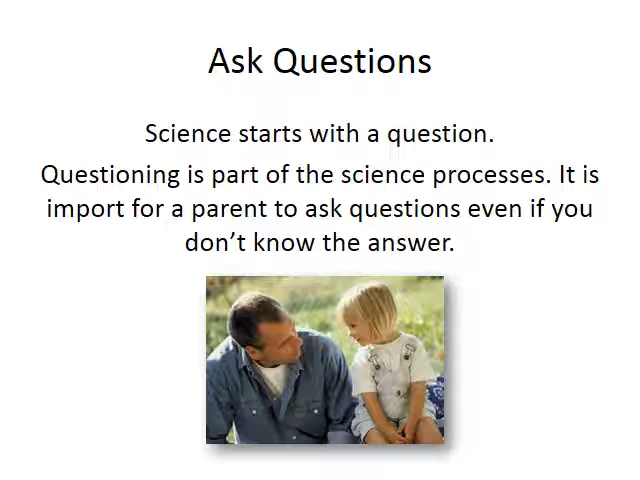 Ask Questions
Science starts with a question.
Questioning is part of the science processes. It is
import for a parent to ask questions even if you
don’t know the answer.